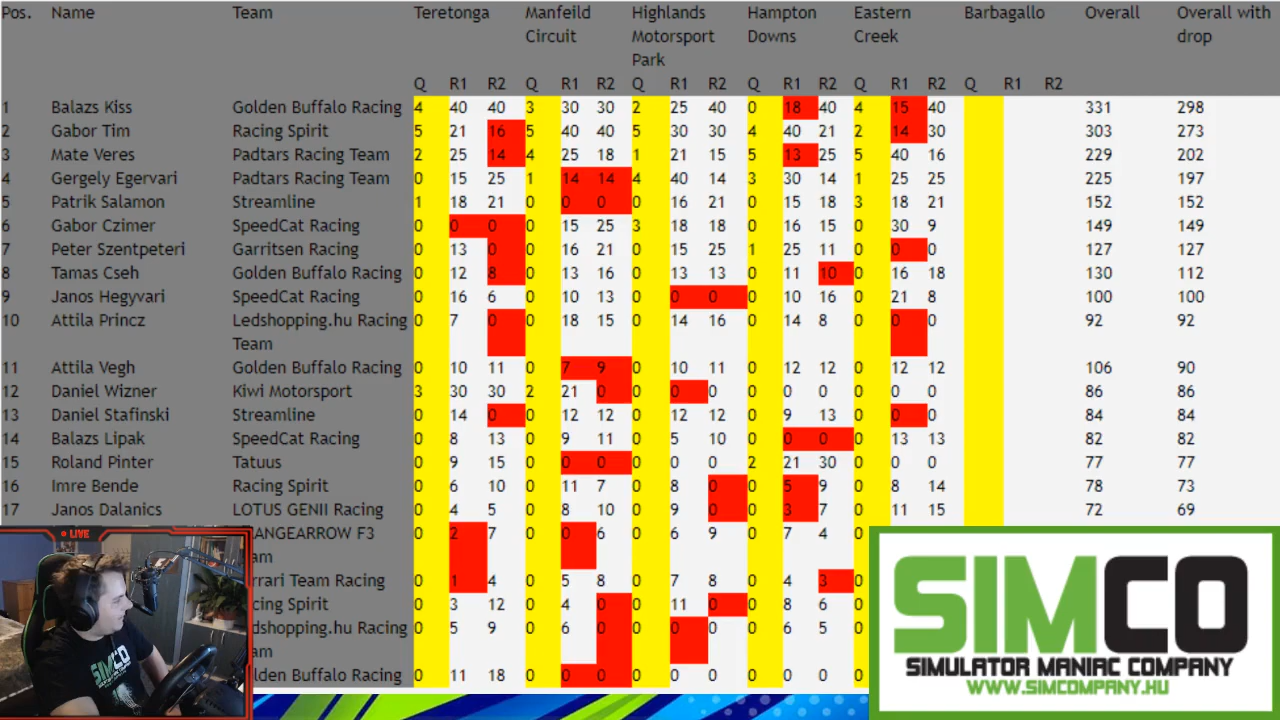 Pos. Name Team Teretonga Manfeild Circuit Highlands Motorsport Park Hampton Downs Eastern Creek Barbagallo Overall Overall with drop
Q R1 R2 Q R1 R2 Q R1 R2 Q R1 R2 Q R1 R2 Q R1 R2
1 Balazs Kiss Golden Buffalo Racing 4 40 40 3 30 30 2 25 40 0 18 40 4 15 40 331 298
2 Gabor Tim Racing Spirit 5 21 16 5 40 40 5 30 30 4 40 21 2 14 30 303 273
3 Mate Veres Padtars Racing Team 2 25 14 4 25 18 1 21 15 5 13 25 5 40 16 229 202
4 Gergely Egervari Padtars Racing Team 0 15 25 1 14 14 4 40 14 3 30 14 1 25 25 225 197
5 Patrik Salamon Streamline 1 18 21 0 0 0 0 16 21 0 15 18 3 18 21 152 152
6 Gabor Czimer SpeedCat Racing 0 0 0 0 15 25 3 18 18 0 16 15 0 30 9 149 149
7 Peter Szentpeteri Garritsen Racing 0 13 0 0 16 21 0 15 25 1 25 11 0 0 0 127 127
8 Tamas Cseh Golden Buffalo Racing 0 12 8 0 13 16 0 13 13 0 11 10 0 16 18 130 112
9 Janos Hegyvari SpeedCat Racing 0 16 6 0 10 13 0 0 0 0 10 16 0 21 8 100 100
10 Attila Princz Ledshopping.hu Racing Team 0 7 0 0 18 15 0 14 16 0 14 8 0 0 0 92 92
11 Attila Vegh Golden Buffalo Racing 0 10 11 0 7 9 0 10 11 0 12 12 0 12 12 106 90
12 Daniel Wizner Kiwi Motorsport 3 30 30 2 21 0 0 0 0 0 0 0 0 0 0 86 86
13 Daniel Stafinski Streamline 0 14 0 0 12 12 0 12 12 0 9 13 0 0 0 84 84
14 Balazs Lipak SpeedCat Racing 0 8 13 0 9 11 0 5 10 0 0 0 0 13 13 82 82
15 Roland Pinter Tatuus 0 9 15 0 0 0 0 0 0 2 21 30 0 0 0 77 77
16 Imre Bende Racing Spirit 0 6 10 0 11 7 0 8 0 0 5 9 0 8 14 78 73
17 Janos Dalanics LOTUS GENII Racing 0 4 5 0 8 10 0 9 0 0 3 7 0 11 15 72 69
RANGEARROW F3 am 0 2 7 0 0 6 0 6 9 0 7 4 0
rrari Team Racing 0 1 4 0 5 8 0 7 8 0 4 3 0
cing Spirit 0 3 12 0 4 0 0 11 0 0 8 6 0
dshopping.hu Racing am 0 5 9 0 6 0 0 0 0 0 6 5 0
lden Buffalo Racing 0 11 18 0 0 0 0 0 0 0 0 0 0
LIVE
SIMCO
SIMCO
SIMULATOR MANIAC COMPANY
WWW.SIMCOMPANY.HU